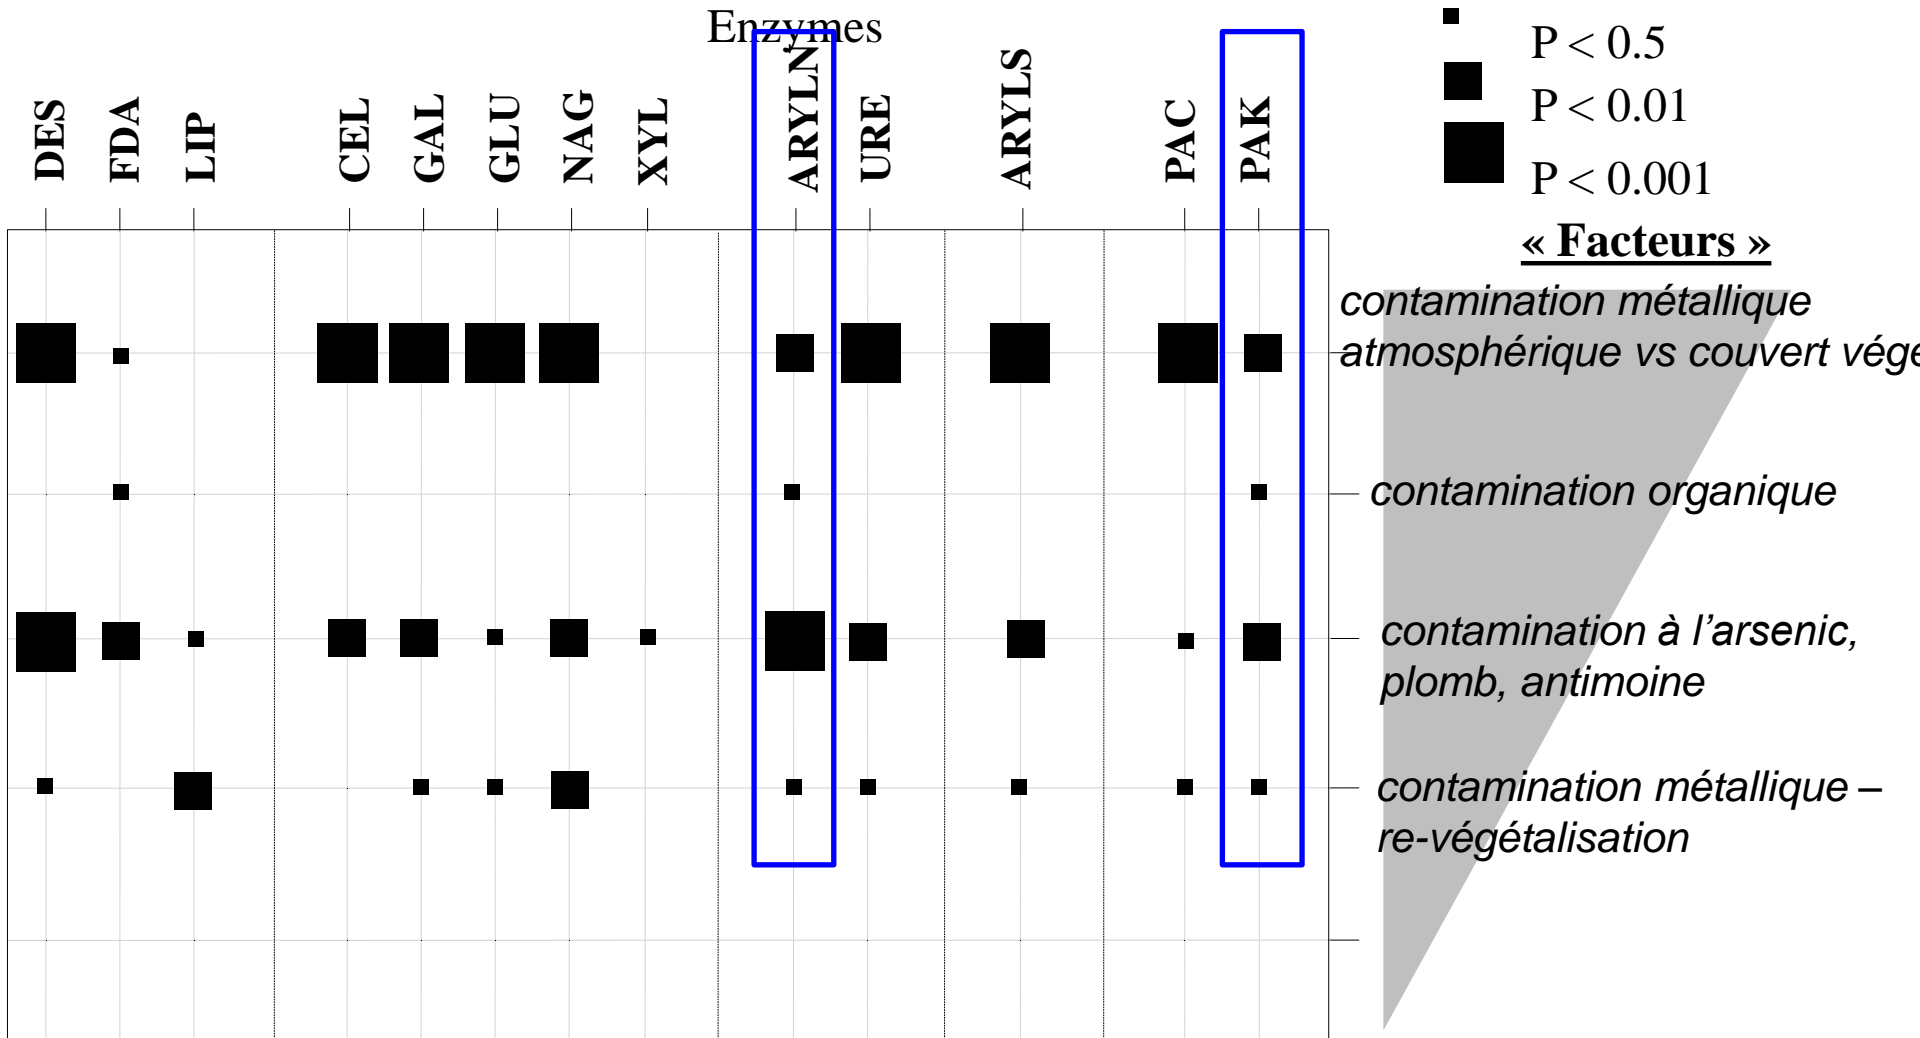 Enzymes
DES
FDA
LIP
CEL
GAL
GLU
NAG
XYL
ARYLN
URE
ARYLS
PAC
PAK
P < 0.5
P < 0.01
P < 0.001
« Facteurs »
contamination métallique
atmosphérique vs couvert végé
contamination organique
contamination à l’arsenic,
plomb, antimoine
contamination métallique –
re-végétalisation